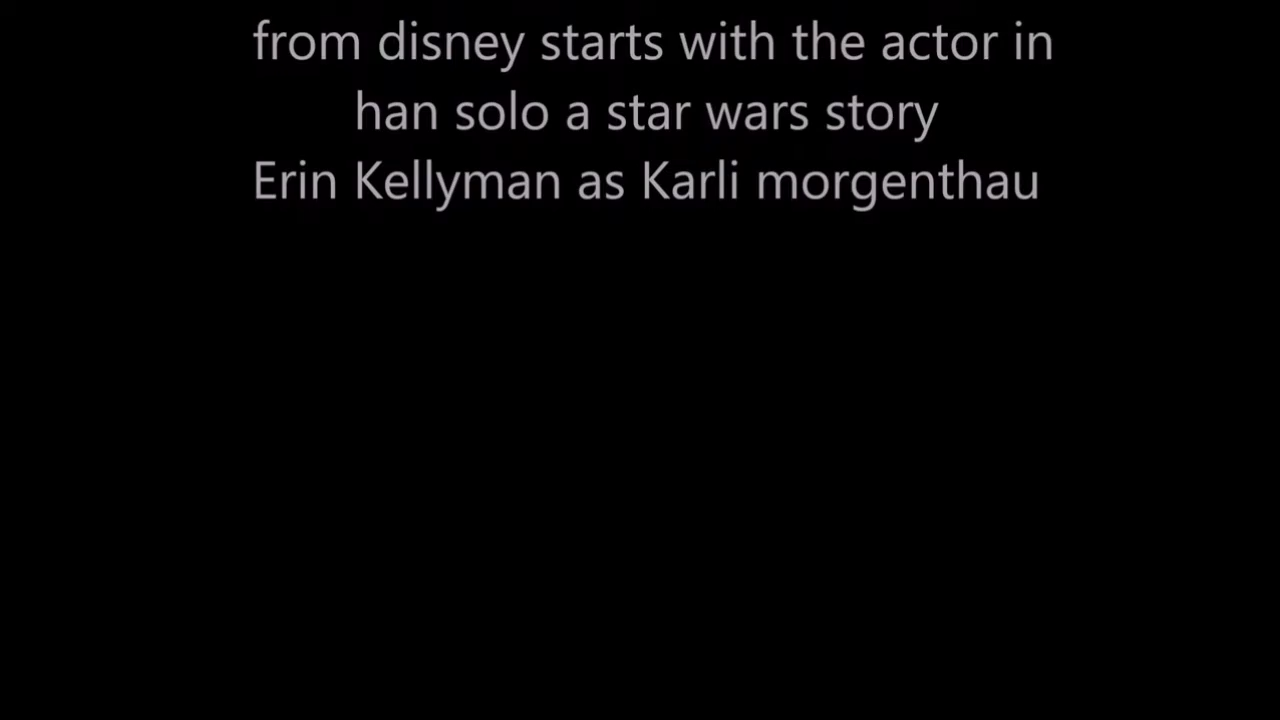 from disney starts with the actor in
han solo a star wars story
Erin Kellyman as Karli morgenthau